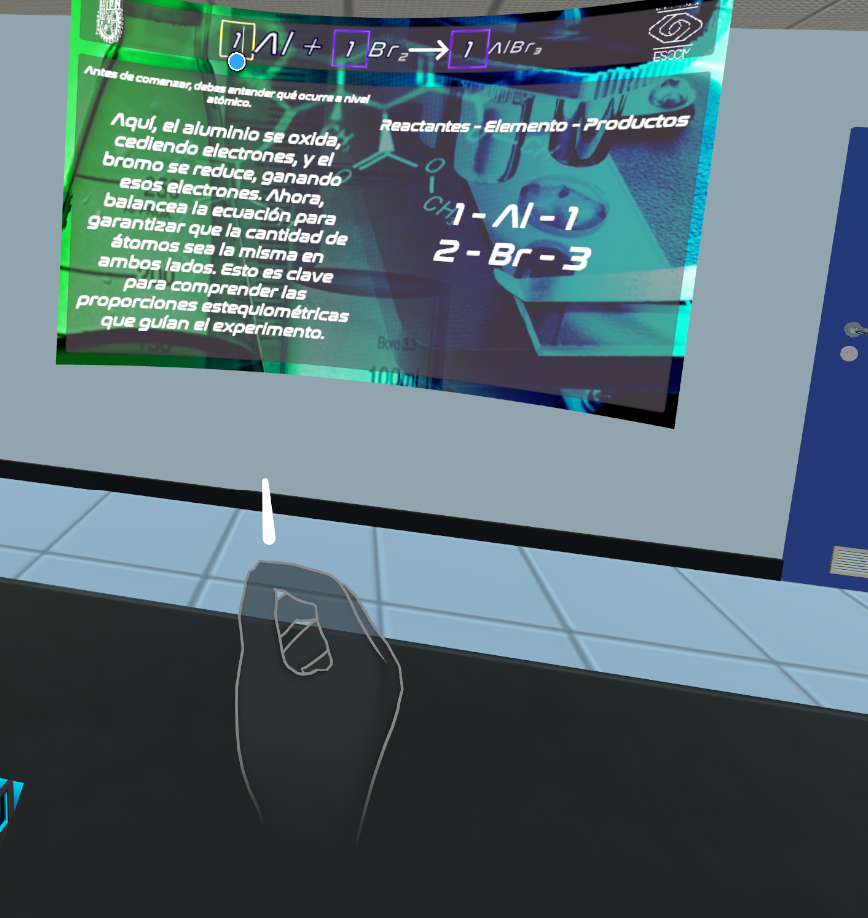 1 Al + 1 Br2 → 1 AlBr3
ESCOM
Antes de comenzar, debes entender qué ocurre a nivel
atómico.
Aquí, el aluminio se oxida,
cediendo electrones, y el
bromo se reduce, ganando
esos electrones. Ahora,
balancea la ecuación para
garantizar que la cantidad de
átomos sea la misma en
ambos lados. Esto es clave
para comprender las
proporciones estequiométricas
que guían el experimento.
Reactantes - Elemento - Productos
1 - Al - 1
2 - Br - 3
O
O
CH
Boro 3.3
100ml